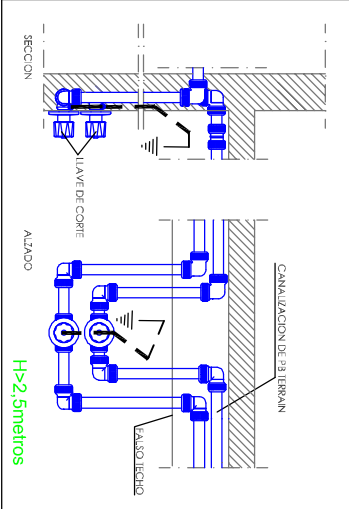 CANALIZACION DE PB TERRAIN
FALSO TECHO
LLAVE DE CORTE
SECCION
ALZADO
H>2,5metros